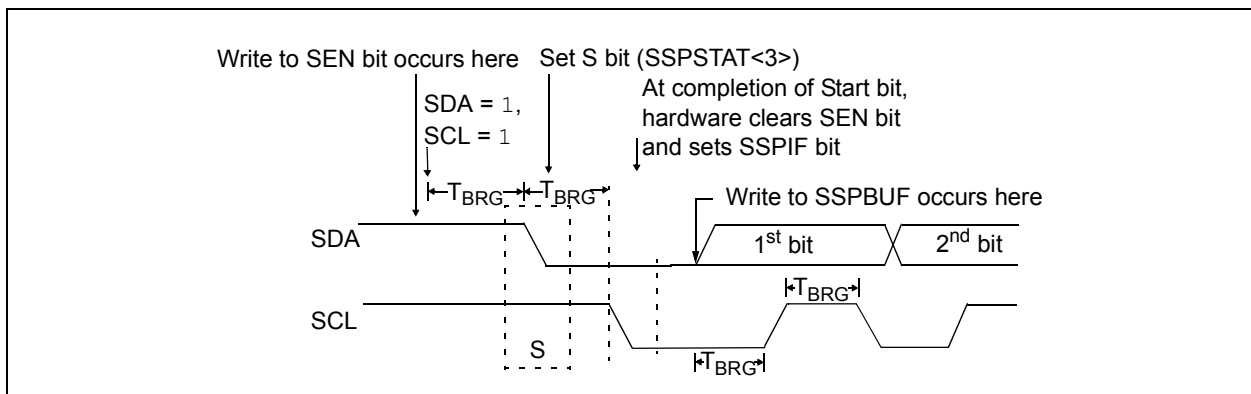 Write to SEN bit occurs here
Set S bit (SSPSTAT<3>)
SDA = 1,
SCL = 1
At completion of Start bit,
hardware clears SEN bit
and sets SSPIF bit
TBRG
TBRG
Write to SSPBUF occurs here
SDA
1st bit
2nd bit
TBRG
SCL
S
TBRG